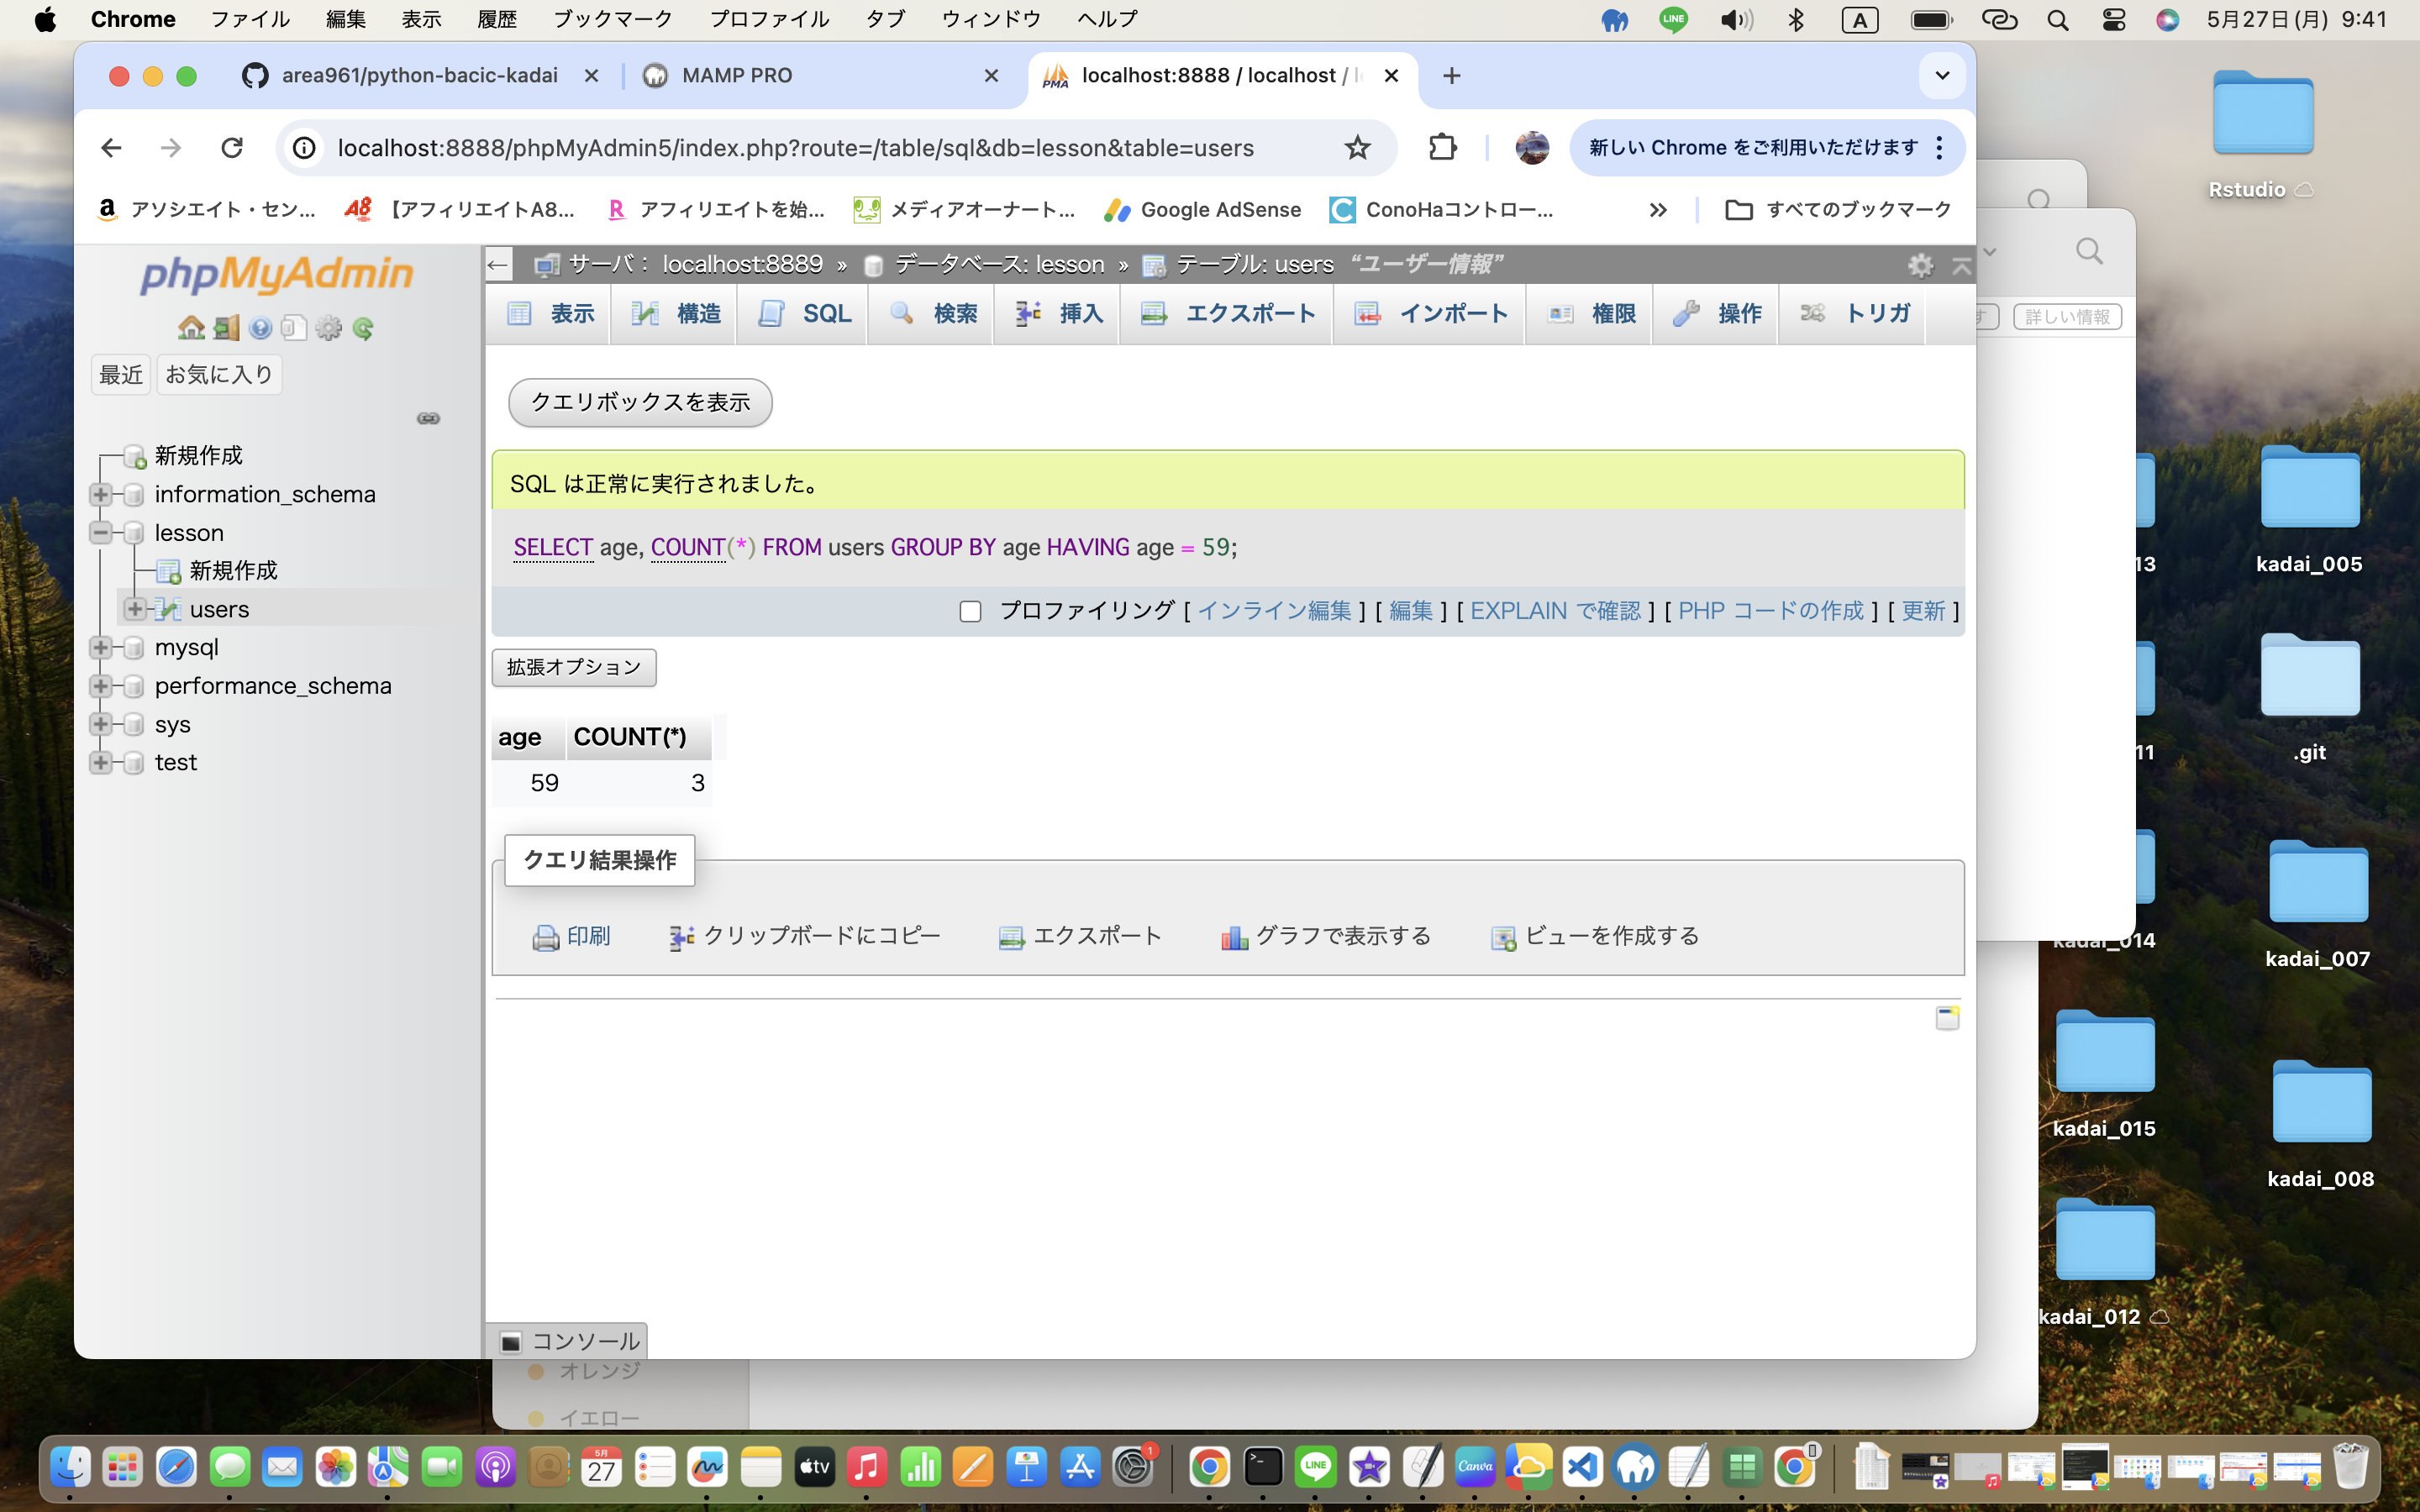 Chrome ファイル 編集 表示 履歴 ブックマーク プロファイル タブ ウィンドウ ヘルプ LINE A 5月27日(月) 9:41
area961/python-bacic-kadai MAMP PRO PMA localhost:8888 / localhost /
localhost:8888/phpMyAdmin5/index.php?route=/table/sql&db=lesson&table=users 新しい Chrome をご利用いただけます
アソシエイト・セン... 【アフィリエイトA8... アフィリエイトを始... メディアオーナート... Google AdSense ConoHaコントロー... » すべてのブックマーク
phpMyAdmin
最近 お気に入り
新規作成
information_schema
lesson
新規作成
users
mysql
performance_schema
sys
test
サーバ: localhost:8889 » データベース: lesson » テーブル: users “ユーザー情報”
表示 構造 SQL 検索 挿入 エクスポート インポート 権限 操作 トリガ
クエリボックスを表示
SQL は正常に実行されました。
SELECT age, COUNT(*) FROM users GROUP BY age HAVING age = 59;
プロファイリング [ インライン編集 ] [ 編集 ] [ EXPLAIN で確認 ] [ PHP コードの作成 ] [ 更新 ]
拡張オプション
age COUNT(*)
59 3
クエリ結果操作
印刷 クリップボードにコピー エクスポート グラフで表示する ビューを作成する
コンソール
オレンジ
イエロー
す 詳しい情報
Rstudio
13
kadai_005
11
.git
kadai_014
kadai_007
kadai_015
kadai_008
kadai_012
5月
27
tv
1
LINE
Canva